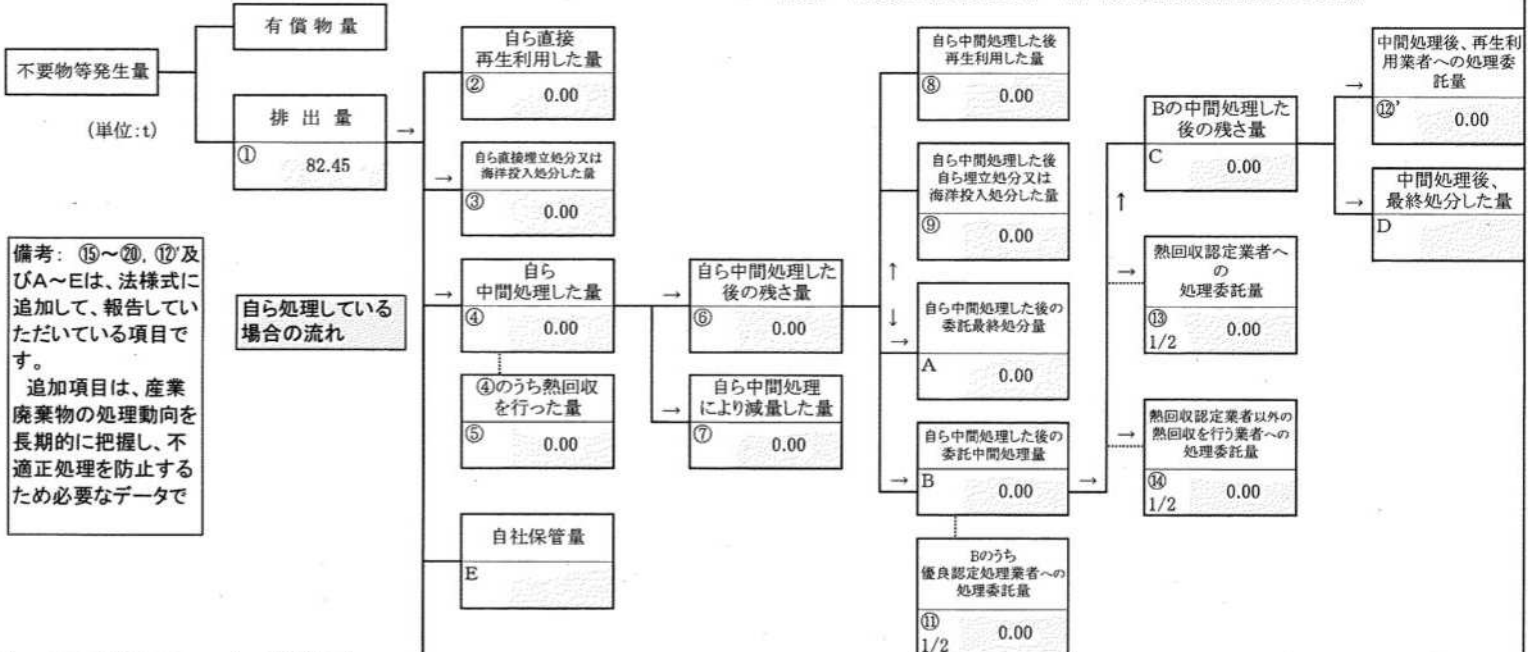 有償物量
不要物等発生量
(単位:t)
排出量
① 82.45
→
自ら直接
再生利用した量
② 0.00
→
自ら直接埋立処分又は
海洋投入処分した量
③ 0.00
→
自ら
中間処理した量
④ 0.00
④のうち熱回収
を行った量
⑤ 0.00
自社保管量
E
備考: ⑮～⑳, ⑫'及
びA～Eは、法様式に
追加して、報告してい
ただいている項目で
す。
追加項目は、産業
廃棄物の処理動向を
長期的に把握し、不
適正処理を防止する
ため必要なデータで
自ら処理している
場合の流れ
→
自ら中間処理した
後の残さ量
⑥ 0.00
→
自ら中間処理
により減量した量
⑦ 0.00
自ら中間処理した後
再生利用した量
⑧ 0.00
自ら中間処理した後
自ら埋立処分又は
海洋投入処分した量
⑨ 0.00
↑
↓
→
自ら中間処理した後の
委託最終処分量
A 0.00
→
自ら中間処理した後の
委託中間処理量
B 0.00
→
Bのうち
優良認定処理業者への
処理委託量
⑪
1/2 0.00
Bの中間処理した
後の残さ量
C 0.00
↑
→
熱回収認定業者へ
の
処理委託量
⑬
1/2 0.00
→
熱回収認定業者以外の
熱回収を行う業者への
処理委託量
⑭
1/2 0.00
→
中間処理後、再生利
用業者への処理委
託量
⑫' 0.00
→
中間処理後、
最終処分した量
D